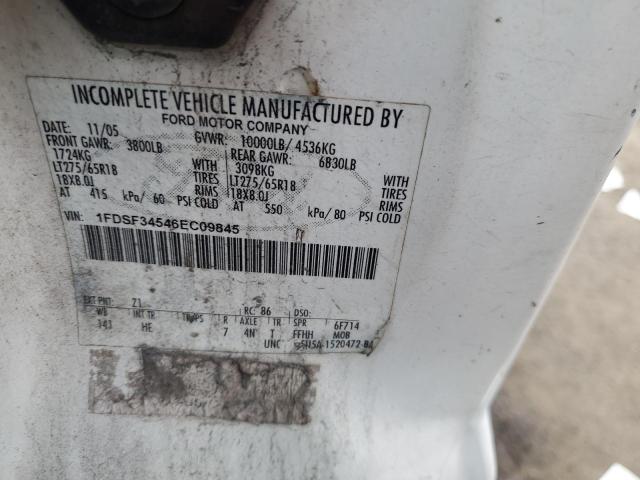 INCOMPLETE VEHICLE MANUFACTURED BY
FORD MOTOR COMPANY
DATE: 11/05 GVWR: 10000LB/ 4536KG
FRONT GAWR: 3800LB REAR GAWR: 6830LB
1724KG WITH 3098KG WITH
LT275/65R18 TIRES LT275/65R18 TIRES
18X8.0J RIMS 18X8.0J RIMS
AT 415 kPa/ 60 PSI COLD AT 550 kPa/ 80 PSI COLD
VIN: 1FDSF34546EC09845
EXT PNT: Z1 RC: 86 DSO:
WB INT TR R AXLE TR SPR 6F714
141 HE 7 4N T FFHH MOB
UNC